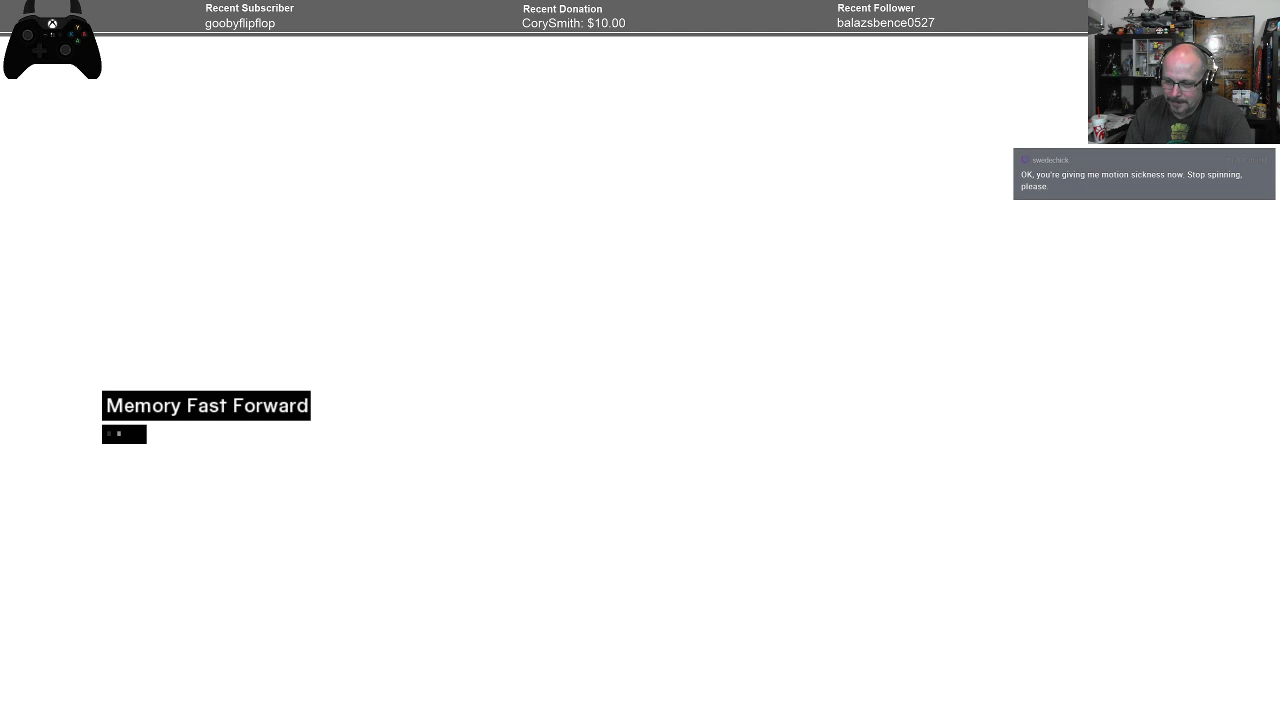 Recent Subscriber
goobyflipflop
Recent Donation
CorySmith: $10.00
Recent Follower
balazsbence0527
swedechick
OK, you're giving me motion sickness now. Stop spinning,
please.
Memory Fast Forward